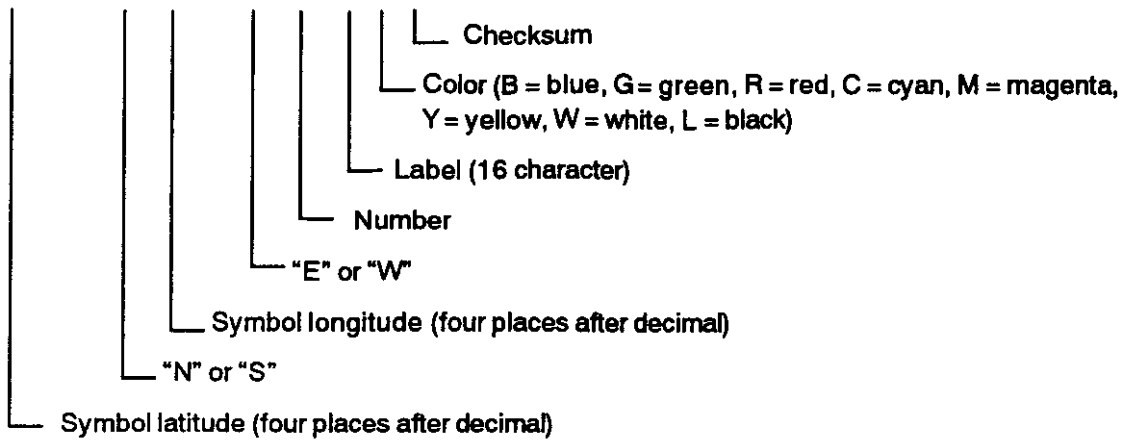 Checksum
Color (B = blue, G = green, R = red, C = cyan, M = magenta,
Y = yellow, W = white, L = black)
Label (16 character)
Number
“E” or “W”
Symbol longitude (four places after decimal)
“N” or “S”
Symbol latitude (four places after decimal)